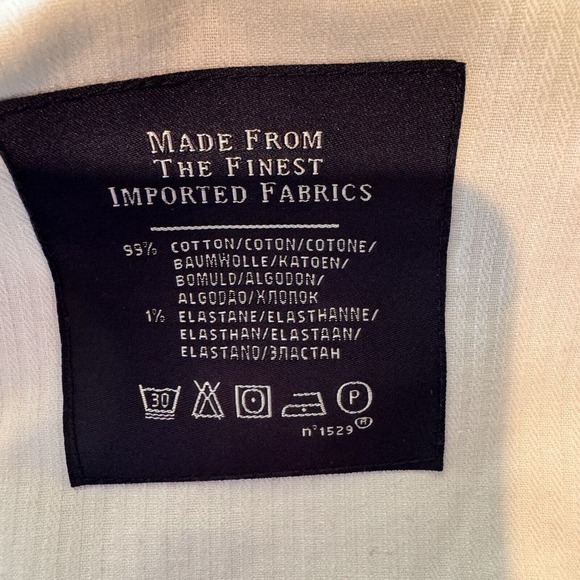 MADE FROM
THE FINEST
IMPORTED FABRICS
99% COTTON/COTON/COTONE/
BAUMWOLLE/KATOEN/
BOMULD/ALGODON/
ALGODÃO/ХЛОПОК
1% ELASTANE/ELASTHANNE/
ELASTHAN/ELASTAAN/
ELASTANO/ЭЛАСТАН
30 P
n°1529 A